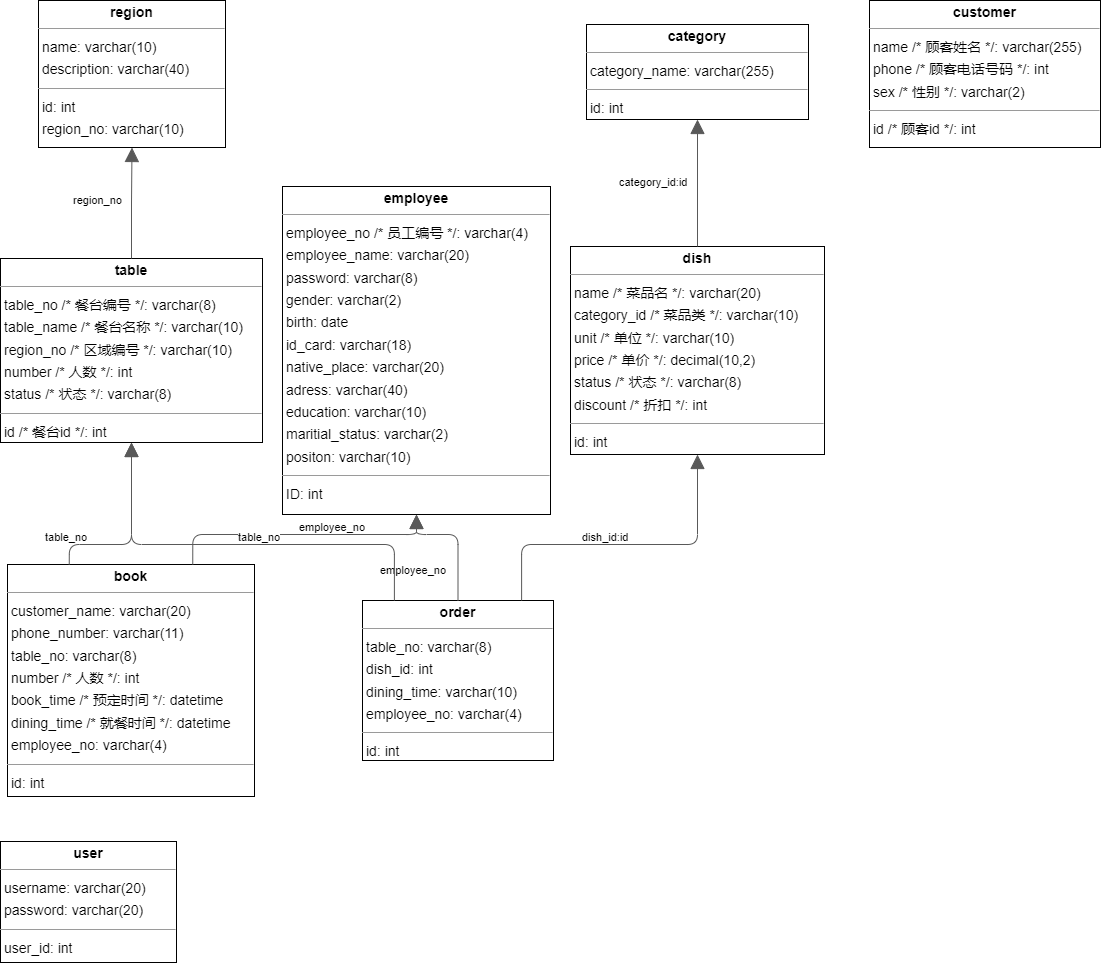 region
name: varchar(10)
description: varchar(40)
id: int
region_no: varchar(10)
category
category_name: varchar(255)
id: int
customer
name /* 顾客姓名 */: varchar(255)
phone /* 顾客电话号码 */: int
sex /* 性别 */: varchar(2)
id /* 顾客id */: int
region_no
category_id:id
table
table_no /* 餐台编号 */: varchar(8)
table_name /* 餐台名称 */: varchar(10)
region_no /* 区域编号 */: varchar(10)
number /* 人数 */: int
status /* 状态 */: varchar(8)
id /* 餐台id */: int
employee
employee_no /* 员工编号 */: varchar(4)
employee_name: varchar(20)
password: varchar(8)
gender: varchar(2)
birth: date
id_card: varchar(18)
native_place: varchar(20)
adress: varchar(40)
education: varchar(10)
maritial_status: varchar(2)
positon: varchar(10)
ID: int
dish
name /* 菜品名 */: varchar(20)
category_id /* 菜品类 */: varchar(10)
unit /* 单位 */: varchar(10)
price /* 单价 */: decimal(10,2)
status /* 状态 */: varchar(8)
discount /* 折扣 */: int
id: int
table_no
employee_no
table_no
dish_id:id
employee_no
book
customer_name: varchar(20)
phone_number: varchar(11)
table_no: varchar(8)
number /* 人数 */: int
book_time /* 预定时间 */: datetime
dining_time /* 就餐时间 */: datetime
employee_no: varchar(4)
id: int
order
table_no: varchar(8)
dish_id: int
dining_time: varchar(10)
employee_no: varchar(4)
id: int
user
username: varchar(20)
password: varchar(20)
user_id: int